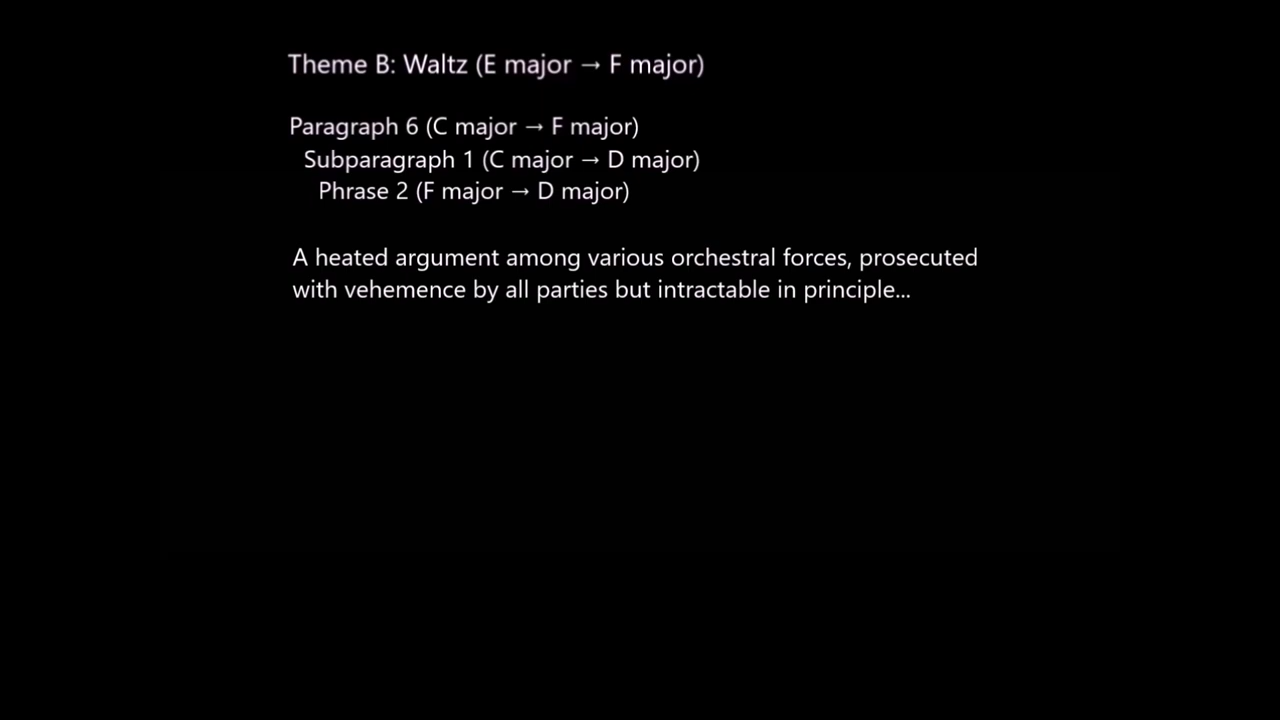 Theme B: Waltz (E major → F major)
Paragraph 6 (C major → F major)
Subparagraph 1 (C major → D major)
Phrase 2 (F major → D major)
A heated argument among various orchestral forces, prosecuted
with vehemence by all parties but intractable in principle...